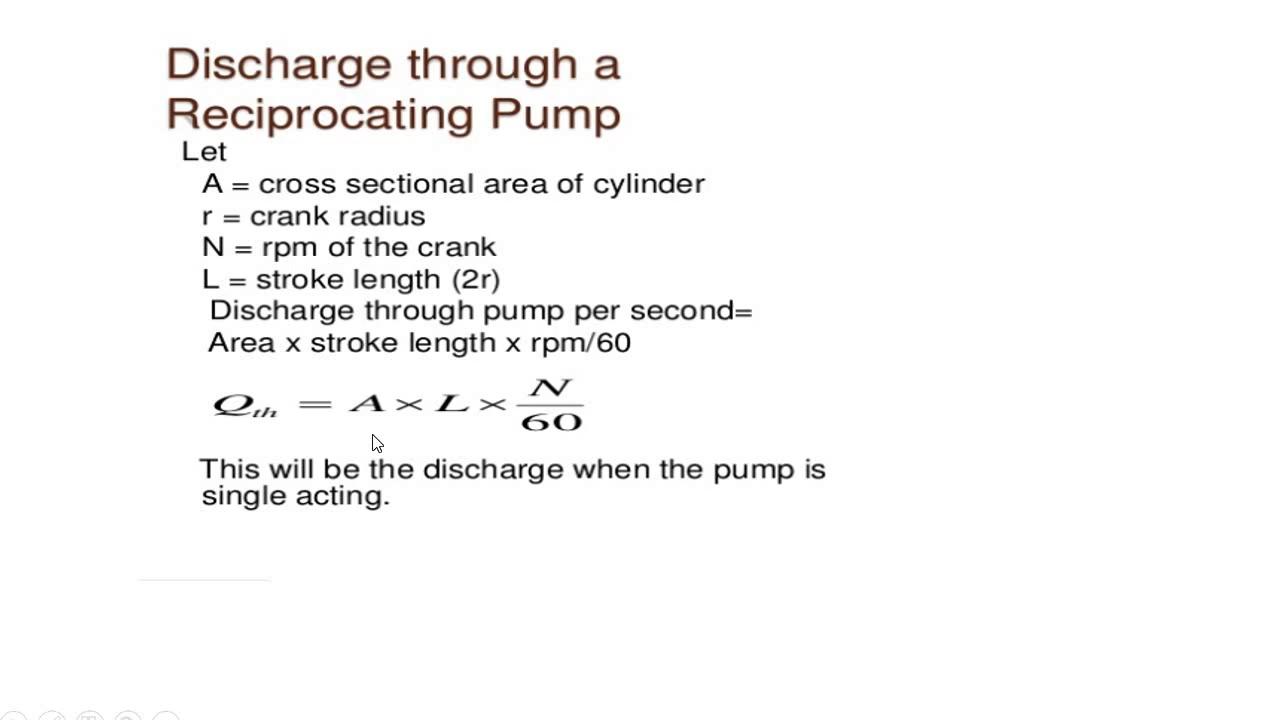 Discharge through a
Reciprocating Pump
Let
A = cross sectional area of cylinder
r = crank radius
N = rpm of the crank
L = stroke length (2r)
Discharge through pump per second=
Area x stroke length x rpm/60
Q_th = A × L × N/60
This will be the discharge when the pump is
single acting.